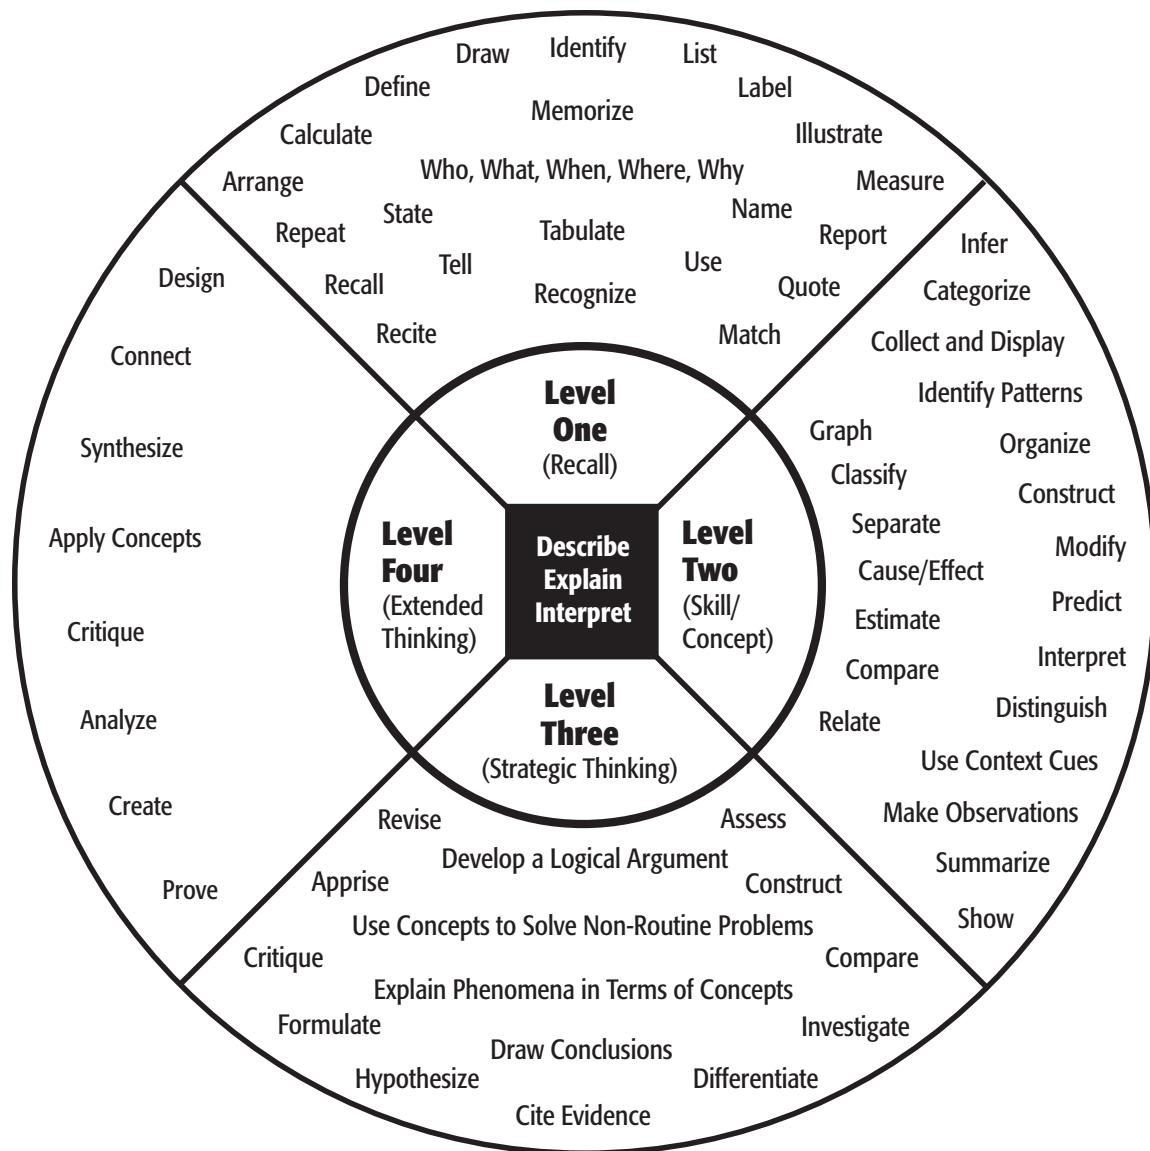 Draw
Identify
List
Define
Label
Memorize
Calculate
Illustrate
Who, What, When, Where, Why
Arrange
Measure
State
Name
Repeat
Tabulate
Report
Tell
Use
Recall
Recognize
Quote
Recite
Match
Level
One
(Recall)
Infer
Categorize
Collect and Display
Identify Patterns
Graph
Organize
Classify
Construct
Separate
Modify
Cause/Effect
Predict
Estimate
Interpret
Compare
Distinguish
Relate
Use Context Cues
Make Observations
Summarize
Show
Level
Two
(Skill/
Concept)
Describe
Explain
Interpret
Level
Three
(Strategic Thinking)
Revise
Assess
Develop a Logical Argument
Apprise
Construct
Use Concepts to Solve Non-Routine Problems
Critique
Compare
Explain Phenomena in Terms of Concepts
Formulate
Investigate
Draw Conclusions
Hypothesize
Differentiate
Cite Evidence
Level
Four
(Extended
Thinking)
Design
Connect
Synthesize
Apply Concepts
Critique
Analyze
Create
Prove